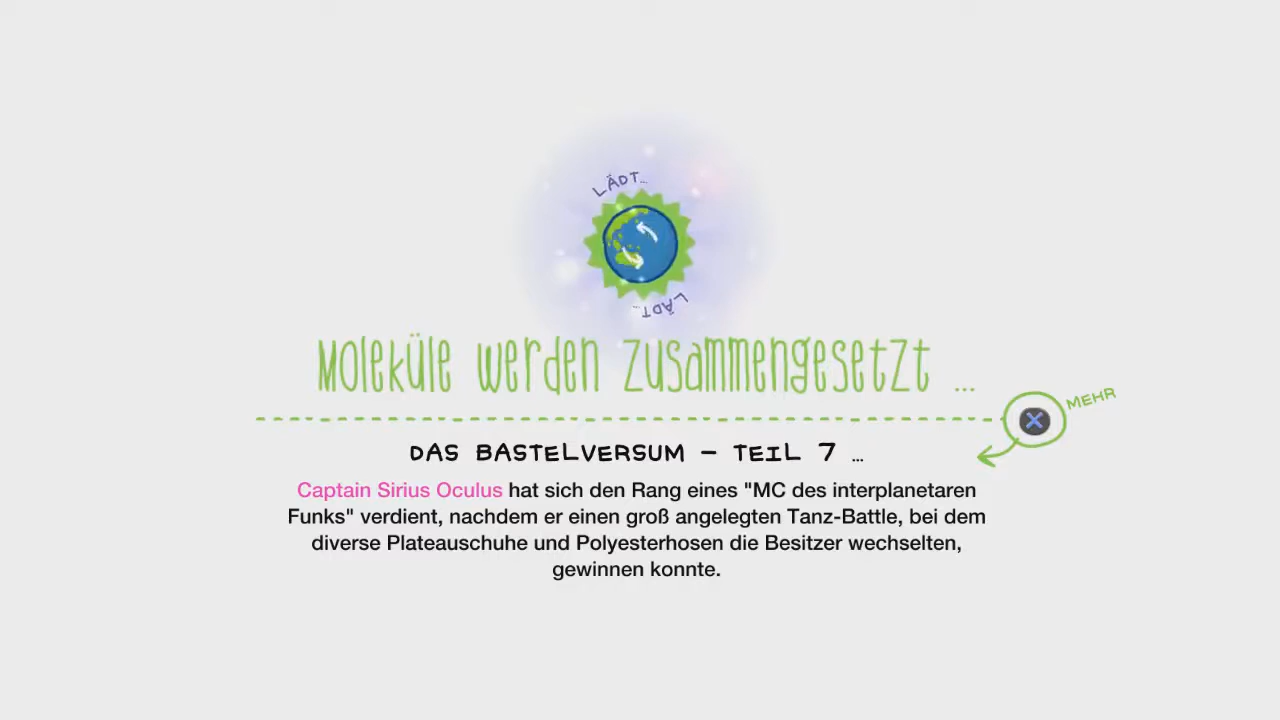 LÄDT...
LÄDT...
Moleküle werden zusammengesetzt ...
MEHR
DAS BASTELVERSUM – TEIL 7 ...
Captain Sirius Oculus hat sich den Rang eines "MC des interplanetaren
Funks" verdient, nachdem er einen groß angelegten Tanz-Battle, bei dem
diverse Plateauschuhe und Polyesterhosen die Besitzer wechselten,
gewinnen konnte.